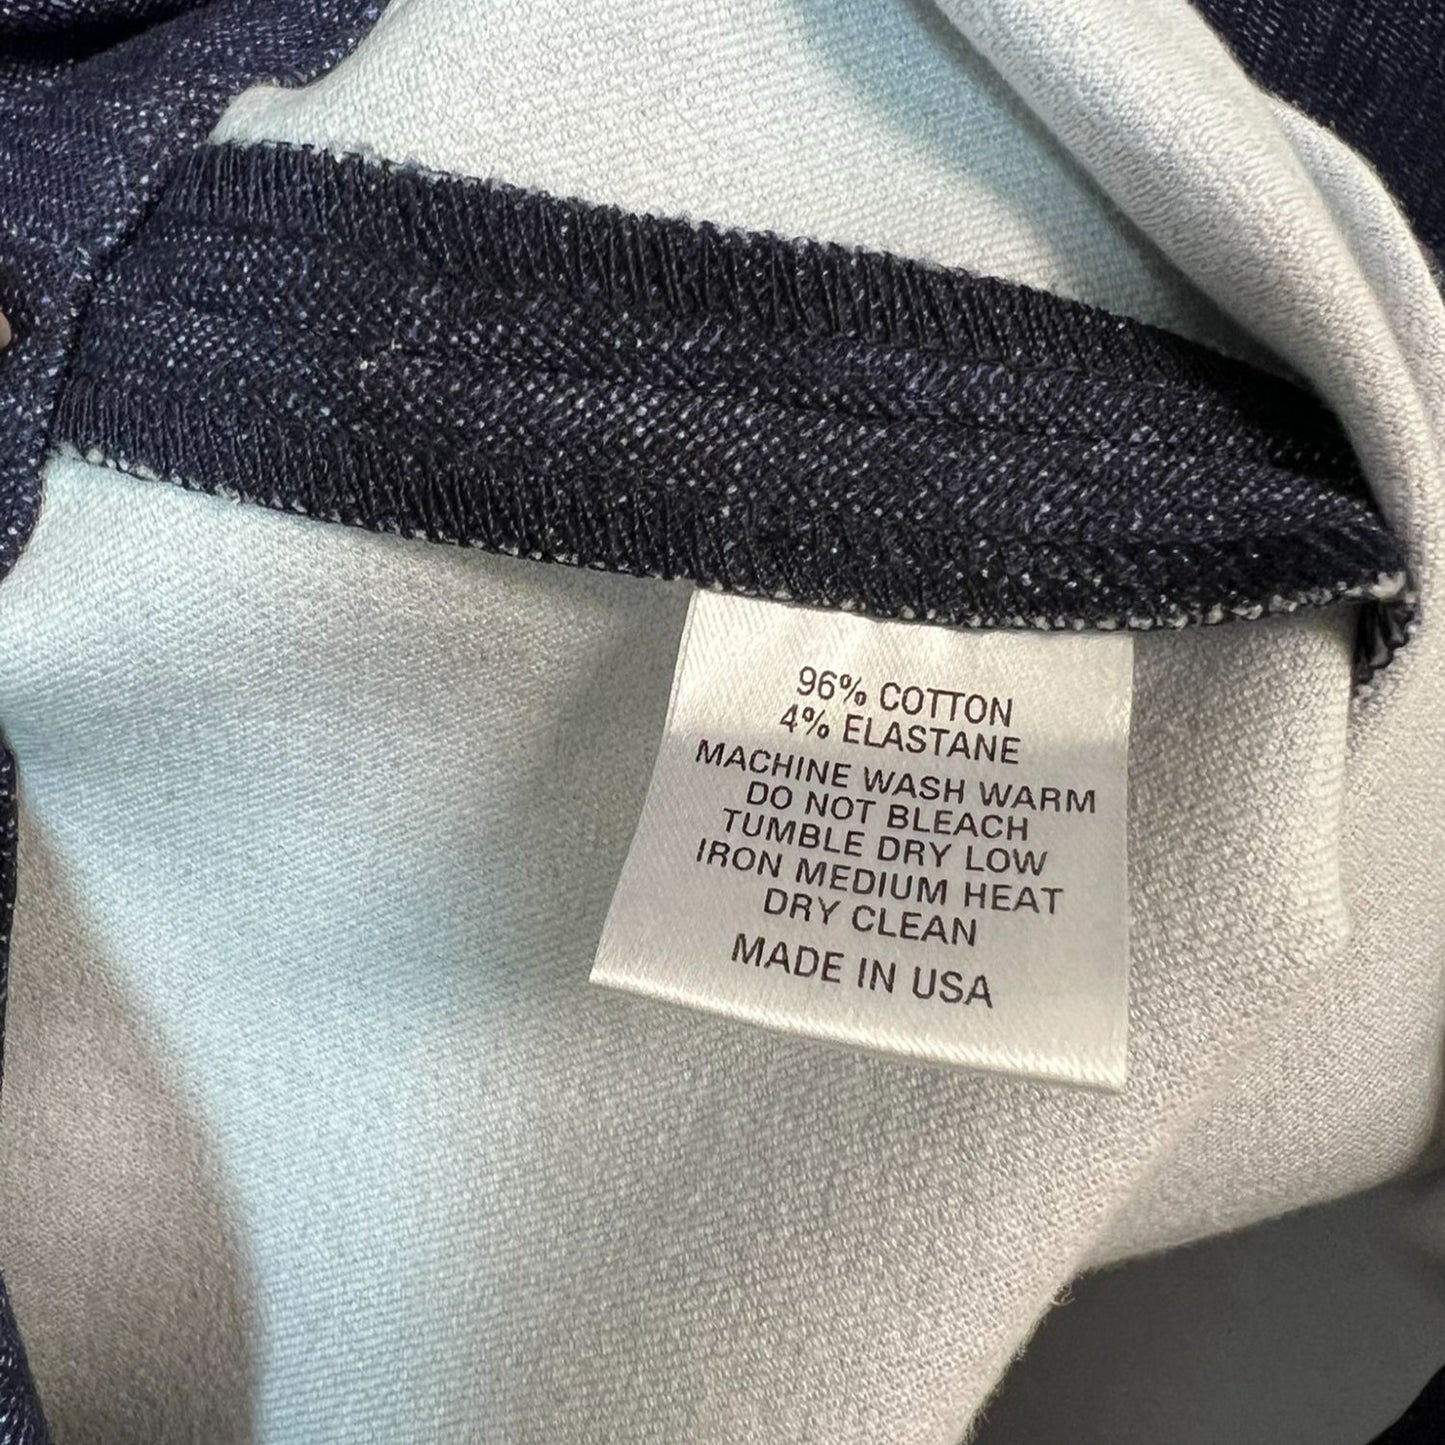 96% COTTON
4% ELASTANE
MACHINE WASH WARM
DO NOT BLEACH
TUMBLE DRY LOW
IRON MEDIUM HEAT
DRY CLEAN
MADE IN USA